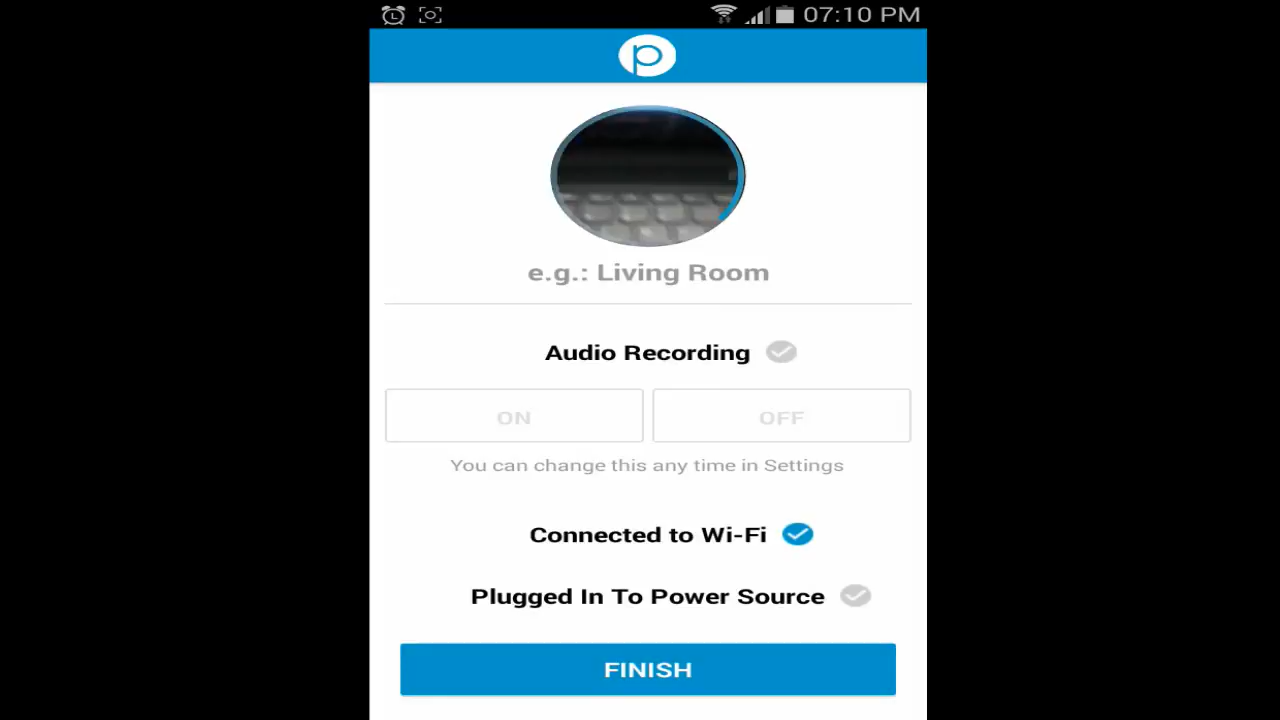 07:10 PM
p
e.g.: Living Room
Audio Recording
ON OFF
You can change this any time in Settings
Connected to Wi-Fi
Plugged In To Power Source
FINISH